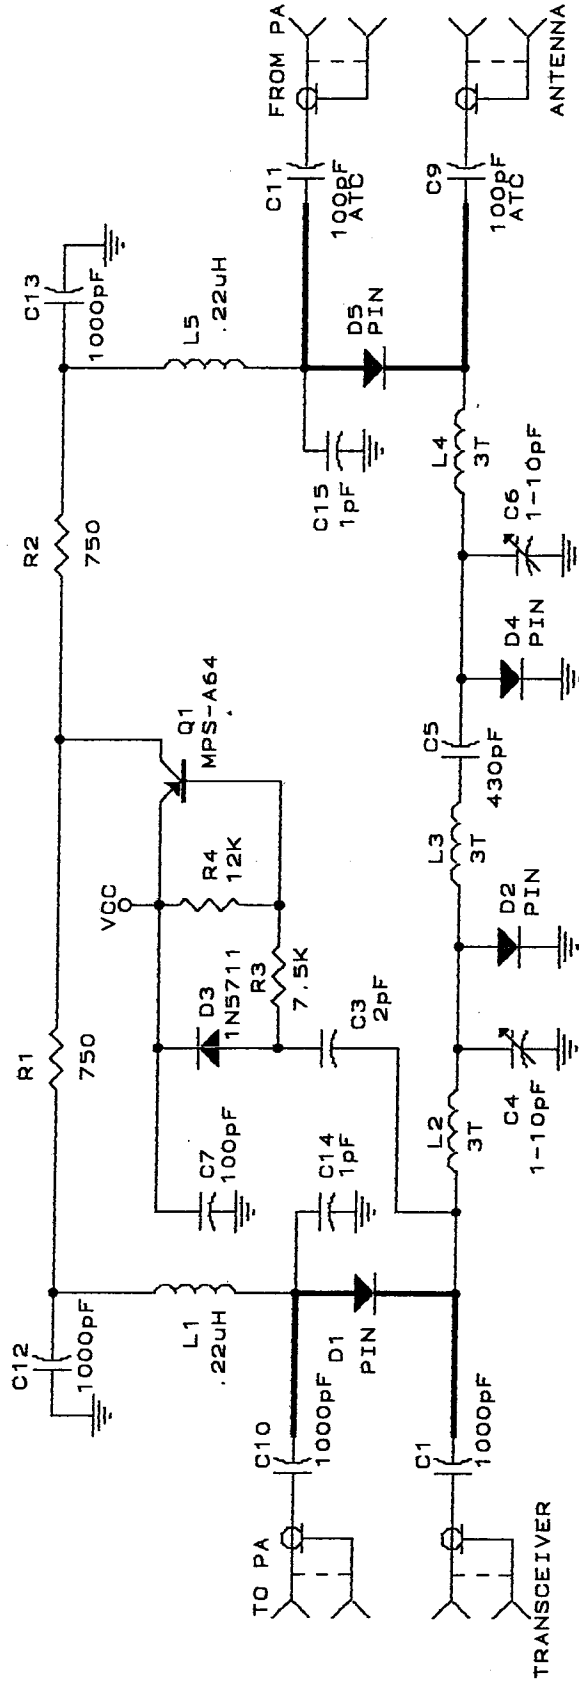 C12
1000pF
R1
750
R2
750
C13
1000pF
L1
.22uH
C7
100pF
D3
1N5711
VCC
R4
12K
Q1
MPS-A64
L5
.22uH
R3
7.5K
C14
1pF
C3
2pF
C15
1pF
TO PA
C10
1000pF
D1
PIN
D5
PIN
C11
100pF
ATC
FROM PA
TRANSCEIVER
C1
1000pF
L2
3T
C4
1-10pF
D2
PIN
L3
3T
C5
430pF
D4
PIN
C6
1-10pF
L4
3T
C9
100pF
ATC
ANTENNA